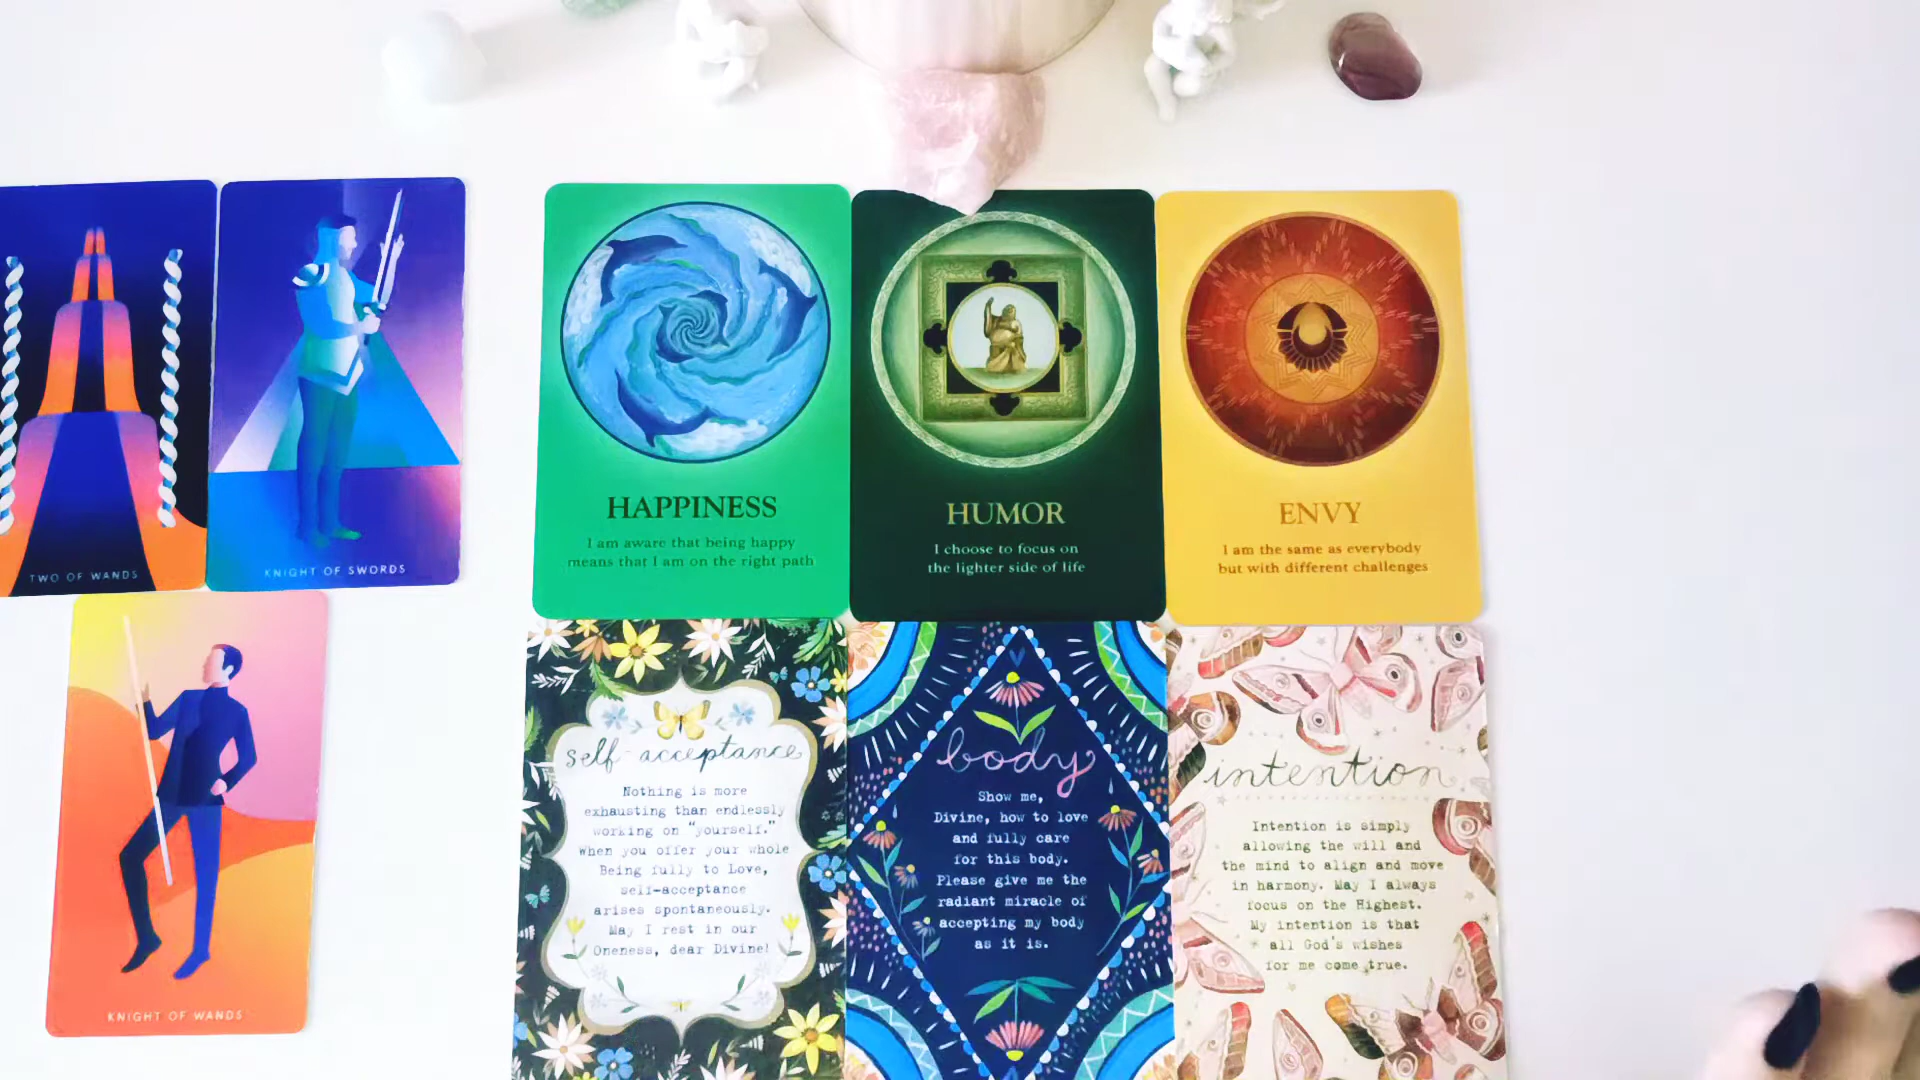 TWO OF WANDS
KNIGHT OF SWORDS
KNIGHT OF WANDS
HAPPINESS
I am aware that being happy
means that I am on the right path
HUMOR
I choose to focus on
the lighter side of life
ENVY
I am the same as everybody
but with different challenges
self-acceptance
Nothing is more
exhausting than endlessly
working on "yourself."
When you offer your whole
Being fully to Love,
self-acceptance
arises spontaneously.
May I rest in our
Oneness, dear Divine!
body
Show me,
Divine, how to love
and fully care
for this body.
Please give me the
radiant miracle of
accepting my body
as it is.
intention
Intention is simply
allowing the will and
the mind to align and move
in harmony. May I always
focus on the Highest.
My intention is that
all God's wishes
for me come true.